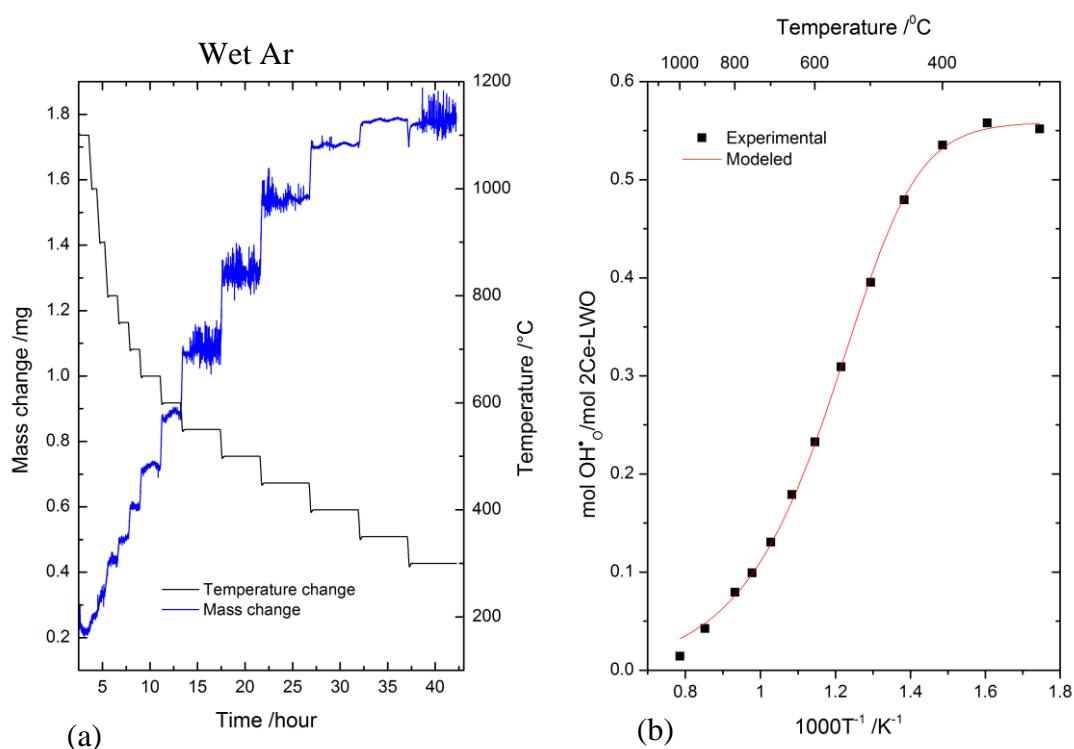 Wet Ar
Mass change /mg
1.8
1.6
1.4
1.2
1.0
0.8
0.6
0.4
0.2
1200
1000
800
600
400
200
Temperature /°C
Temperature change
Mass change
5 10 15 20 25 30 35 40
Time /hour
(a)
Temperature /⁰C
1000 800 600 400
mol OH•O/mol 2Ce-LWO
0.6
0.5
0.4
0.3
0.2
0.1
0.0
Experimental
Modeled
0.8 1 1.2 1.4 1.6 1.8
1000T⁻¹ /K⁻¹
(b)